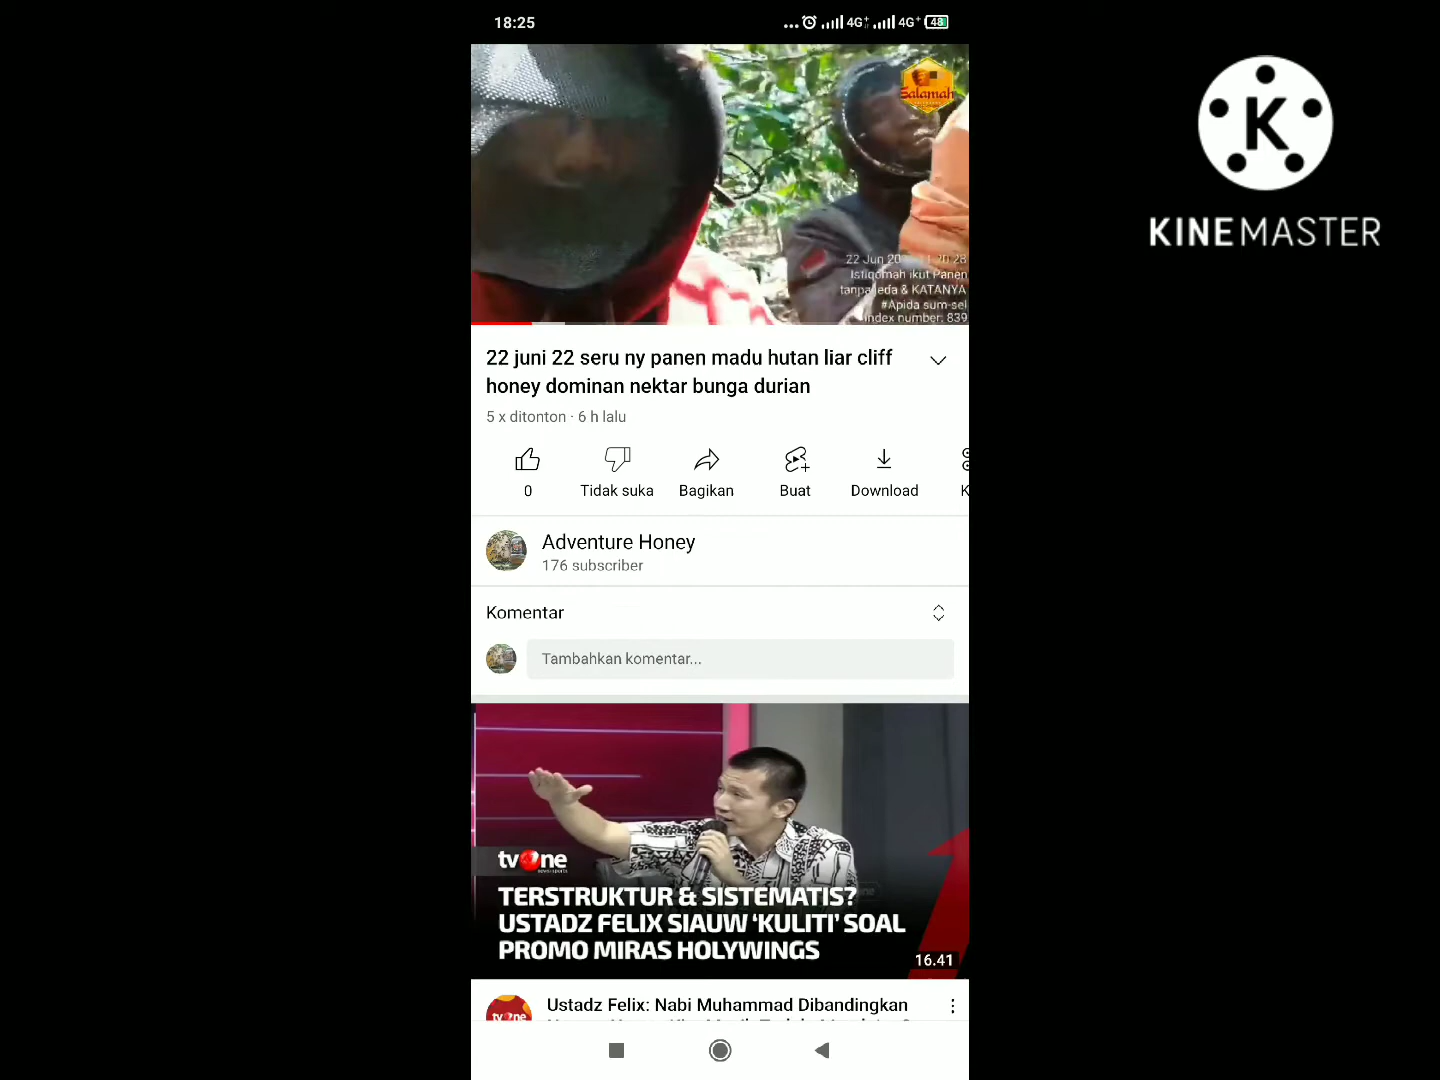 18:25
4G+
4G+
48
Salamah
22 Jun
Istiqomah ikut Panen
& KATANYA
#Apida sum-sel
Index number: 839
K
KINEMASTER
22 juni 22 seru ny panen madu hutan liar cliff
honey dominan nektar bunga durian
5 x ditonton · 6 h lalu
0
Tidak suka
Bagikan
Buat
Download
Adventure Honey
176 subscriber
Komentar
Tambahkan komentar...
tvOne
TERSTRUKTUR & SISTEMATIS?
USTADZ FELIX SIAUW 'KULITI' SOAL
PROMO MIRAS HOLYWINGS
16.41
tvOne
Ustadz Felix: Nabi Muhammad Dibandingkan